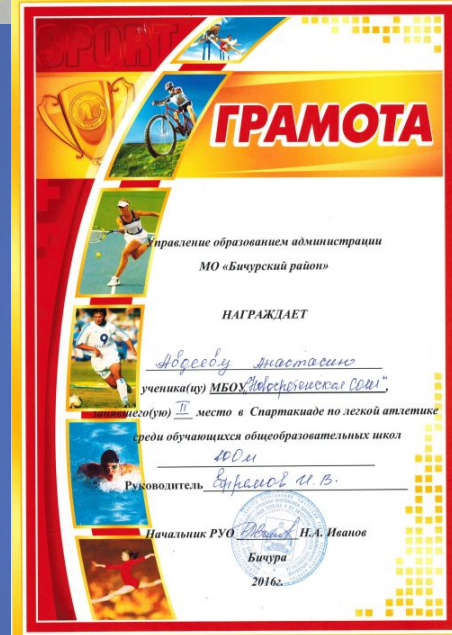 SPORT
ГРАМОТА
Управление образованием администрации
МО «Бичурский район»
НАГРАЖДАЕТ
Авдееву Анастасию
ученика(цу) МБОУ "Новосретенская СОШ",
занявшего(ую) II место в Спартакиаде по легкой атлетике
среди обучающихся общеобразовательных школ
100м
Руководитель Ефремов И.В.
Начальник РУО Н.А. Иванов
Бичура
2016г.